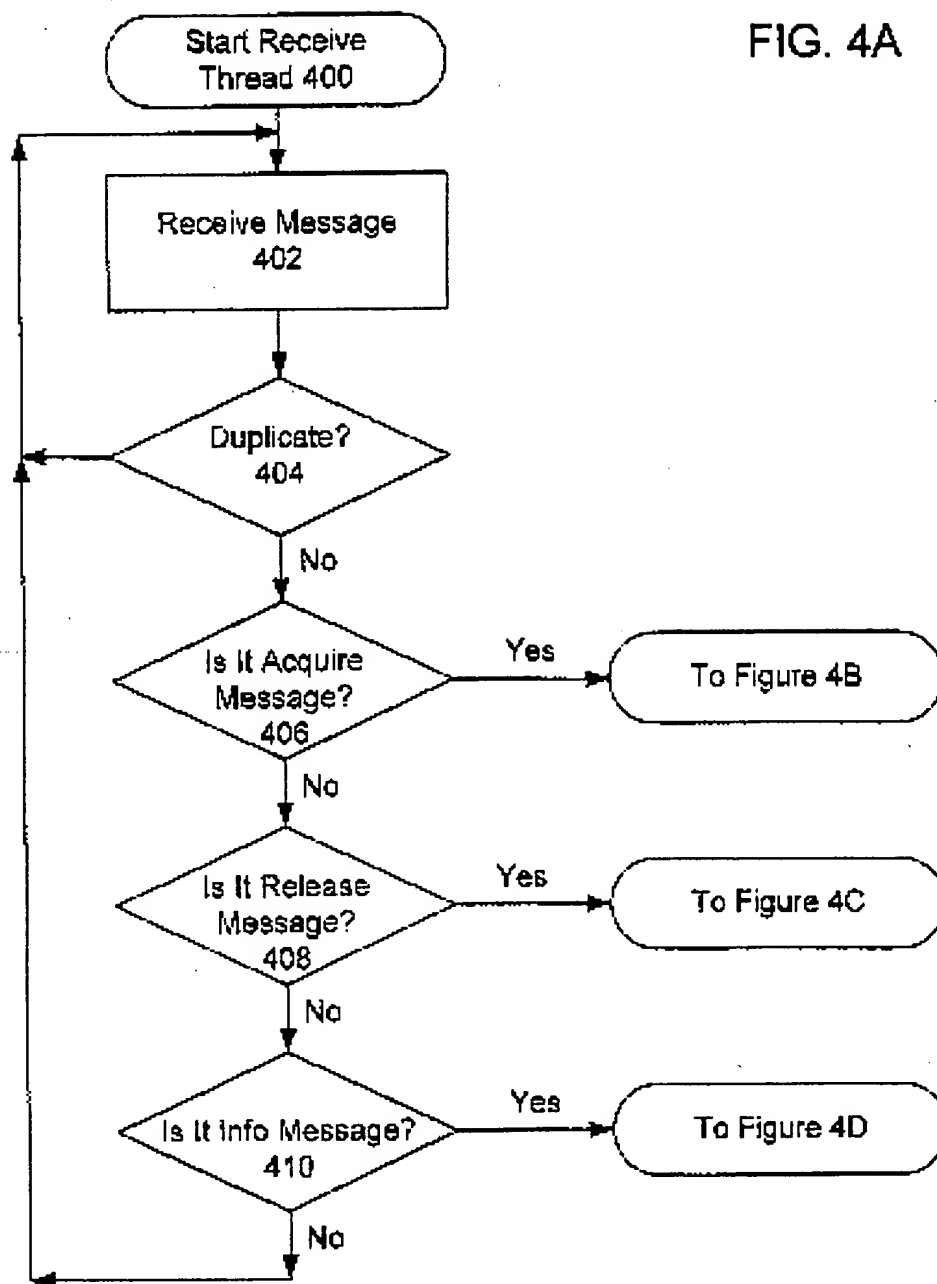 FIG. 4A
Start Receive
Thread 400
Receive Message
402
Duplicate?
404
No
Is It Acquire
Message?
406
Yes
To Figure 4B
No
Is It Release
Message?
408
Yes
To Figure 4C
No
Is It Info Message?
410
Yes
To Figure 4D
No